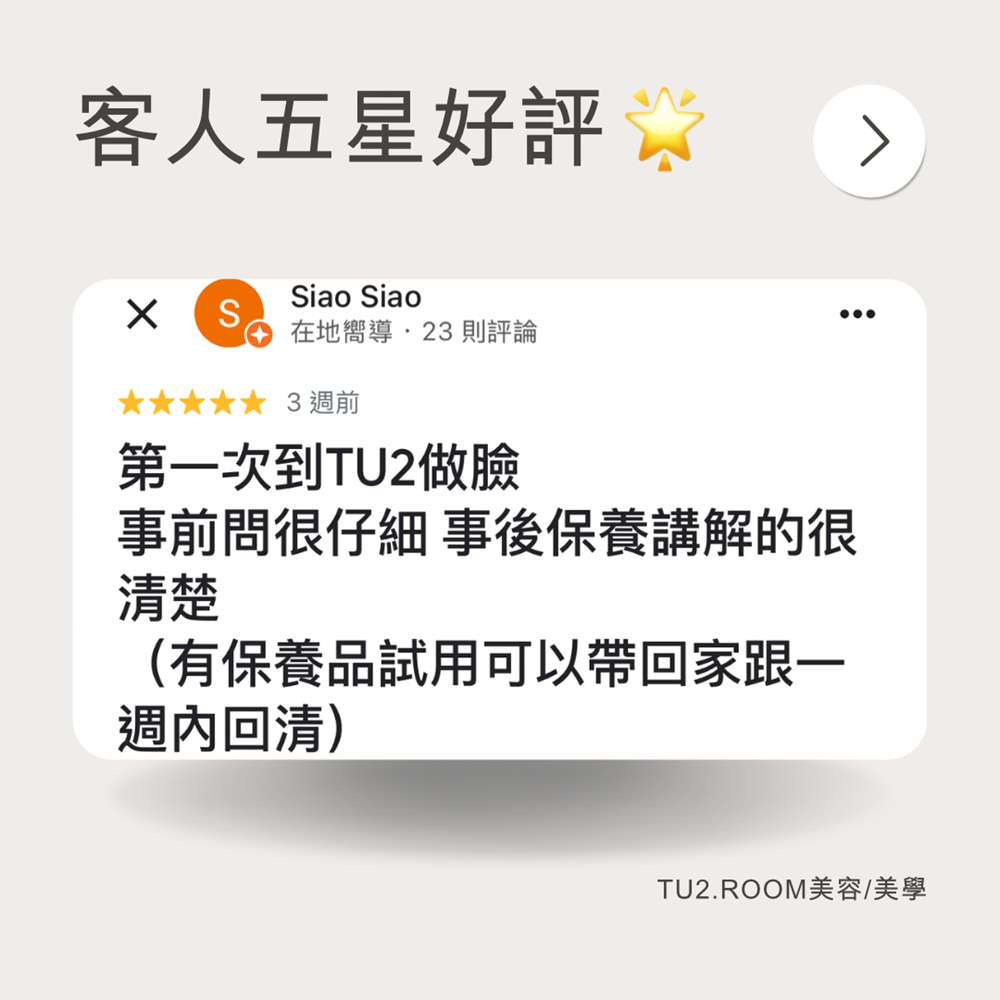 客人五星好評🌟
S
Siao Siao
在地嚮導 · 23 則評論
★★★★★ 3 週前
第一次到TU2做臉
事前問很仔細 事後保養講解的很
清楚
（有保養品試用可以帶回家跟一
週內回清）
TU2.ROOM美容/美學